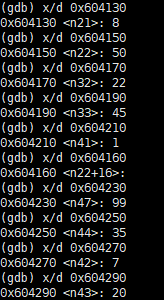 (gdb) x/d 0x604130
0x604130 <n21>: 8
(gdb) x/d 0x604150
0x604150 <n22>: 50
(gdb) x/d 0x604170
0x604170 <n32>: 22
(gdb) x/d 0x604190
0x604190 <n33>: 45
(gdb) x/d 0x604210
0x604210 <n41>: 1
(gdb) x/d 0x604160
0x604160 <n22+16>:
(gdb) x/d 0x604230
0x604230 <n47>: 99
(gdb) x/d 0x604250
0x604250 <n44>: 35
(gdb) x/d 0x604270
0x604270 <n42>: 7
(gdb) x/d 0x604290
0x604290 <n43>: 20